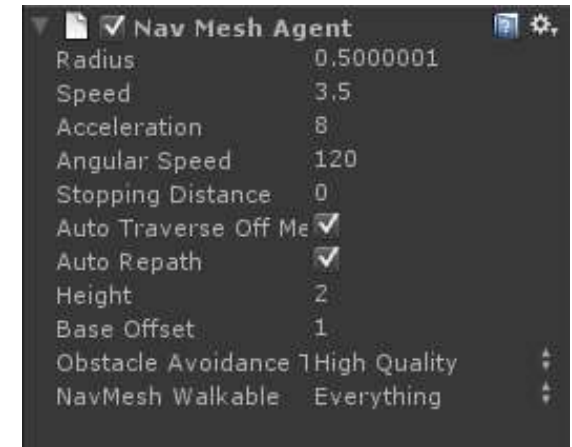 Nav Mesh Agent
Radius 0.5000001
Speed 3.5
Acceleration 8
Angular Speed 120
Stopping Distance 0
Auto Traverse Off Me
Auto Repath
Height 2
Base Offset 1
Obstacle Avoidance T High Quality
NavMesh Walkable Everything